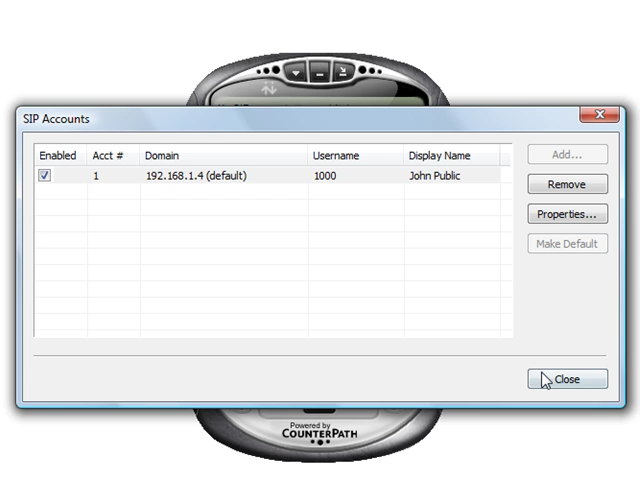 SIP Accounts
Enabled Acct # Domain Username Display Name
1 192.168.1.4 (default) 1000 John Public
Add...
Remove
Properties...
Make Default
Close
Powered by
COUNTERPATH